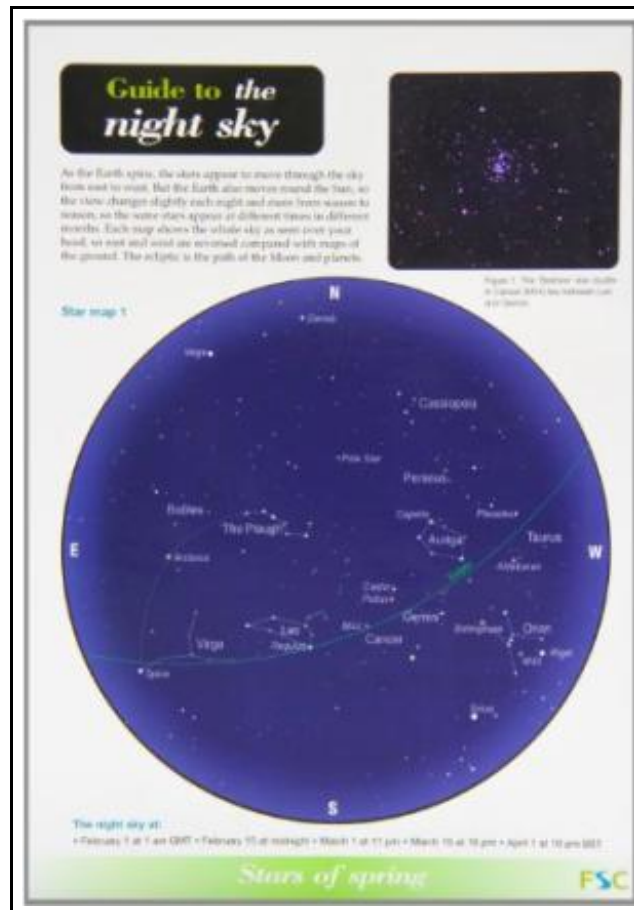 Guide to the
night sky
As the Earth spins, the stars appear to move through the sky
from east to west. But the Earth also moves round the Sun, so
the view changes slightly each night and more from season to
season, so the same stars appear at different times in different
months. Each map shows the whole sky as seen over your
head, so east and west are reversed compared with maps of
the ground. The ecliptic is the path of the Moon and planets.
Star map 1
N
Deneb
Vega
Cassiopeia
Pole Star
Perseus
Boötes
The Plough
Capella
Pleiades
Auriga
Taurus
E
W
Arcturus
Aldebaran
Castor
Pollux
Gemini
Betelgeuse
Orion
Leo
M44
Cancer
Virgo
Regulus
Rigel
M42
Spica
Sirius
S
The night sky at:
• February 1 at 1 am GMT • February 15 at midnight • March 1 at 11 pm • March 15 at 10 pm • April 1 at 10 pm BST
Stars of spring
FSC